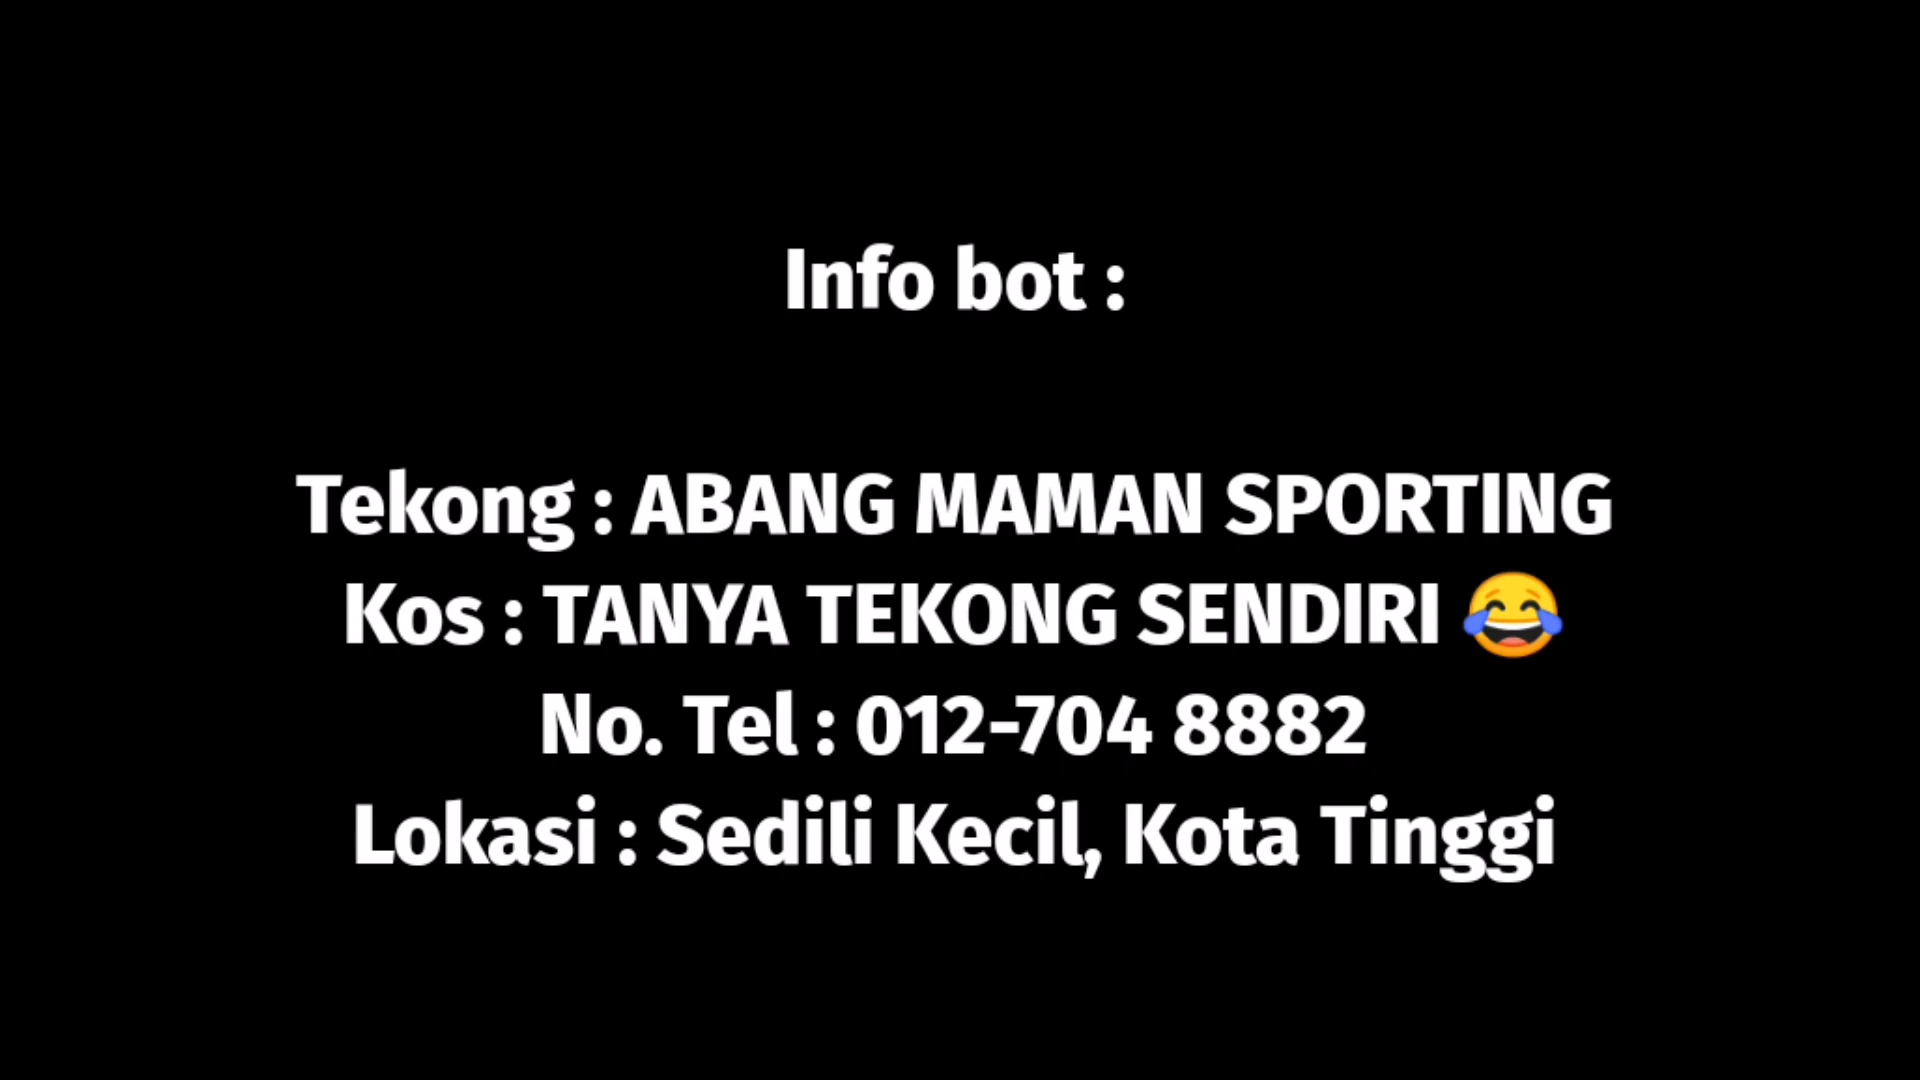 Info bot :
Tekong : ABANG MAMAN SPORTING
Kos : TANYA TEKONG SENDIRI 😂
No. Tel : 012-704 8882
Lokasi : Sedili Kecil, Kota Tinggi